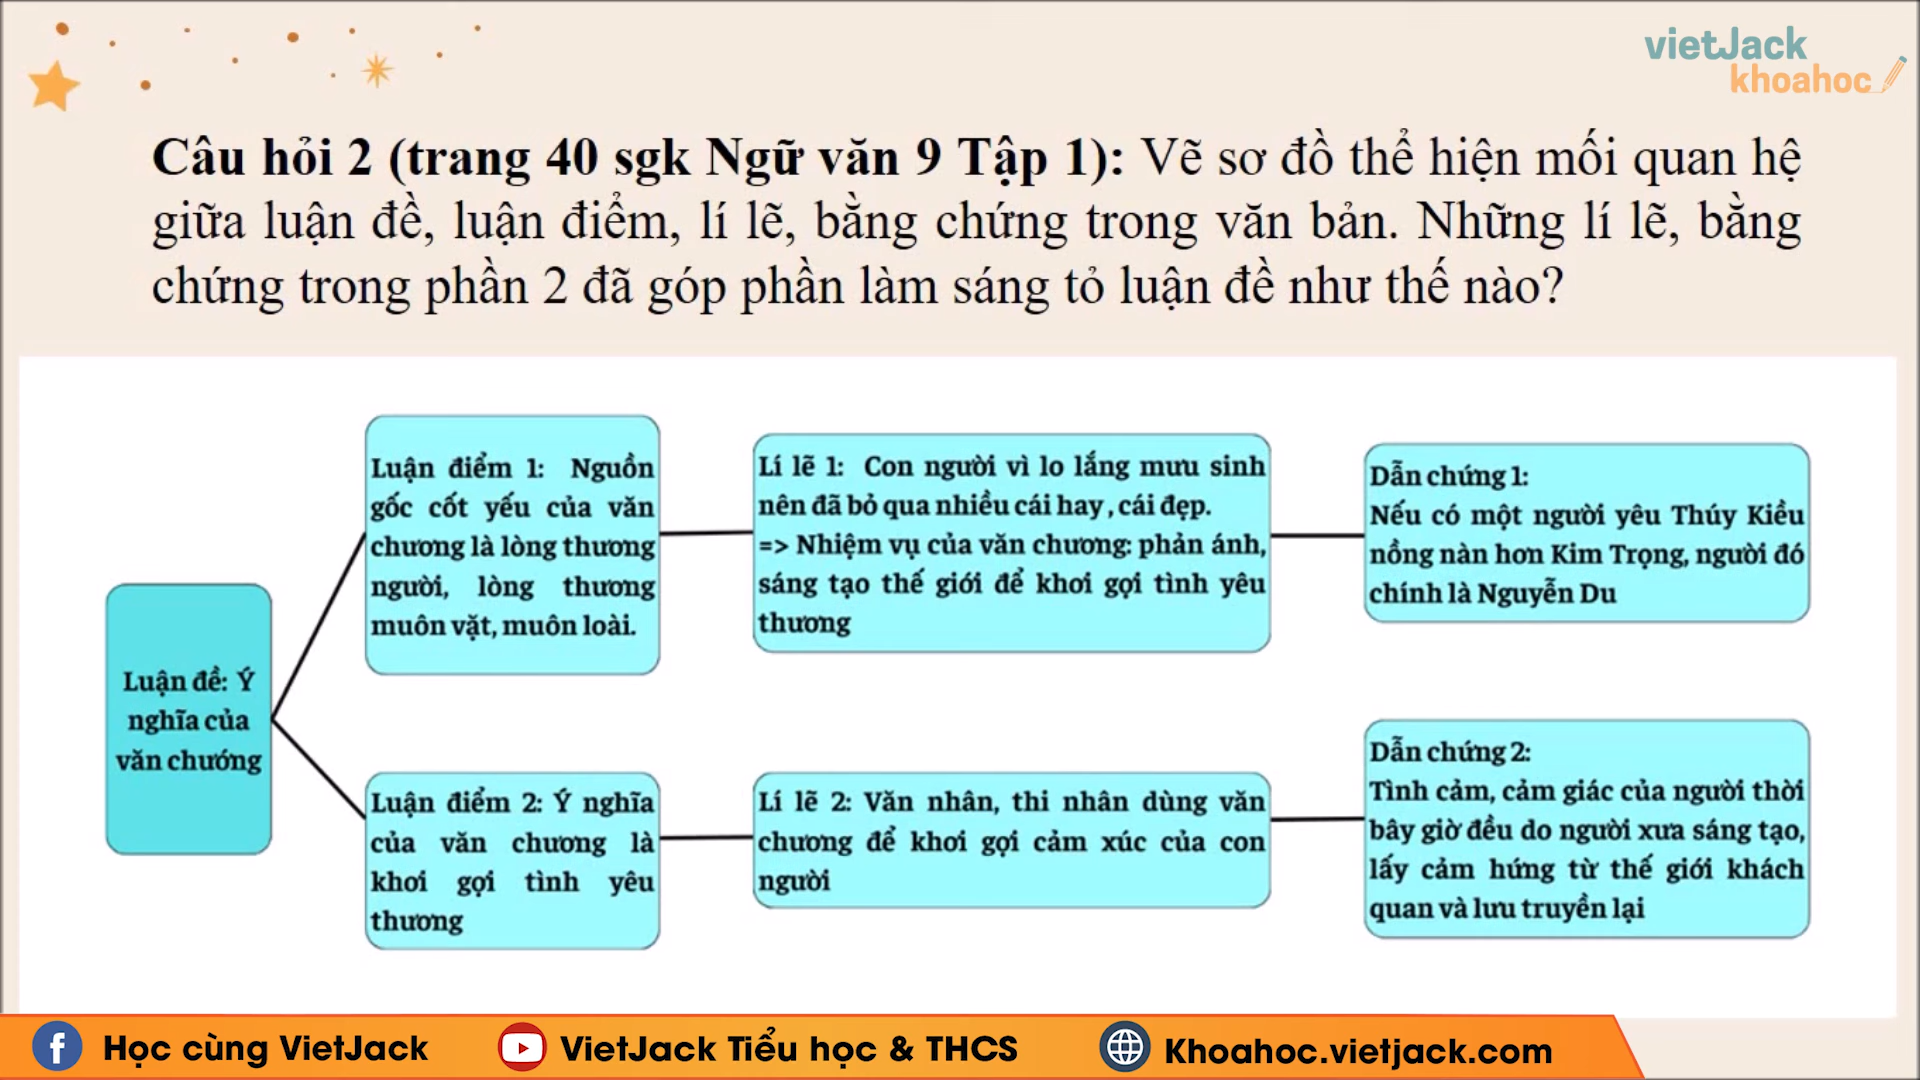 vietJack
khoahoc
Câu hỏi 2 (trang 40 sgk Ngữ văn 9 Tập 1): Vẽ sơ đồ thể hiện mối quan hệ
giữa luận đề, luận điểm, lí lẽ, bằng chứng trong văn bản. Những lí lẽ, bằng
chứng trong phần 2 đã góp phần làm sáng tỏ luận đề như thế nào?
Luận đề: Ý
nghĩa của
văn chướng
Luận điểm 1: Nguồn
gốc cốt yếu của văn
chương là lòng thương
người, lòng thương
muôn vặt, muôn loài.
Lí lẽ 1: Con người vì lo lắng mưu sinh
nên đã bỏ qua nhiều cái hay , cái đẹp.
=> Nhiệm vụ của văn chương: phản ánh,
sáng tạo thế giới để khơi gợi tình yêu
thương
Dẫn chứng 1:
Nếu có một người yêu Thúy Kiều
nồng nàn hơn Kim Trọng, người đó
chính là Nguyễn Du
Luận điểm 2: Ý nghĩa
của văn chương là
khơi gợi tình yêu
thương
Lí lẽ 2: Văn nhân, thi nhân dùng văn
chương để khơi gợi cảm xúc của con
người
Dẫn chứng 2:
Tình cảm, cảm giác của người thời
bây giờ đều do người xưa sáng tạo,
lấy cảm hứng từ thế giới khách
quan và lưu truyền lại
Học cùng VietJack
VietJack Tiểu học & THCS
Khoahoc.vietjack.com